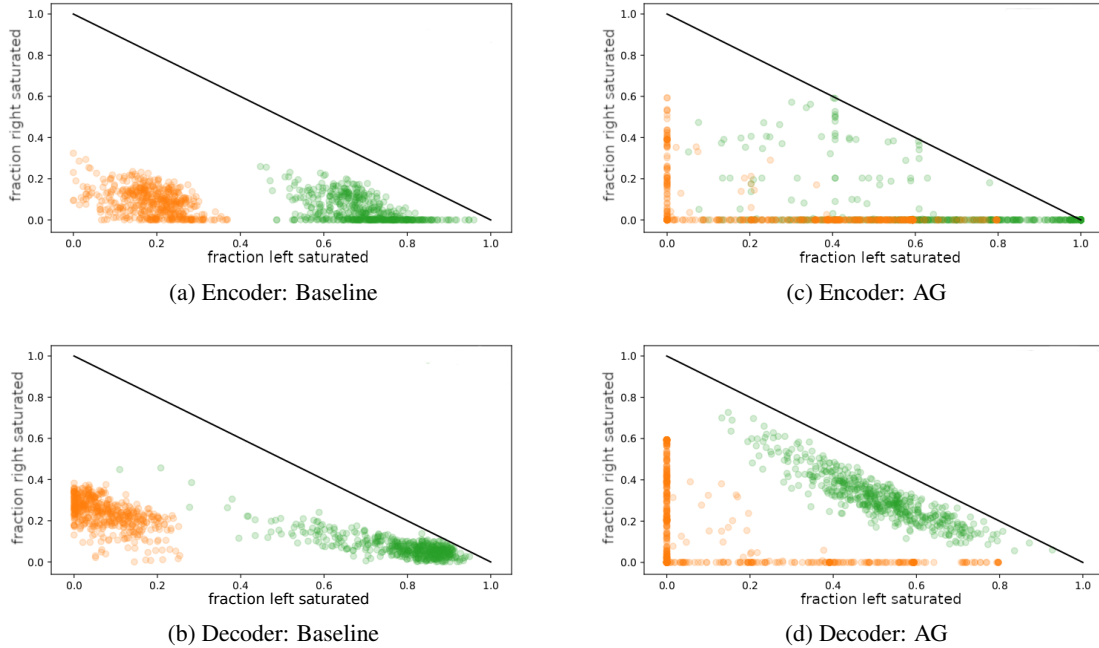 1.0
0.8
0.6
0.4
0.2
0.0
fraction right saturated
0.0 0.2 0.4 0.6 0.8 1.0
fraction left saturated
(a) Encoder: Baseline
1.0
0.8
0.6
0.4
0.2
0.0
fraction right saturated
0.0 0.2 0.4 0.6 0.8 1.0
fraction left saturated
(c) Encoder: AG
1.0
0.8
0.6
0.4
0.2
0.0
fraction right saturated
0.0 0.2 0.4 0.6 0.8 1.0
fraction left saturated
(b) Decoder: Baseline
1.0
0.8
0.6
0.4
0.2
0.0
fraction right saturated
0.0 0.2 0.4 0.6 0.8 1.0
fraction left saturated
(d) Decoder: AG